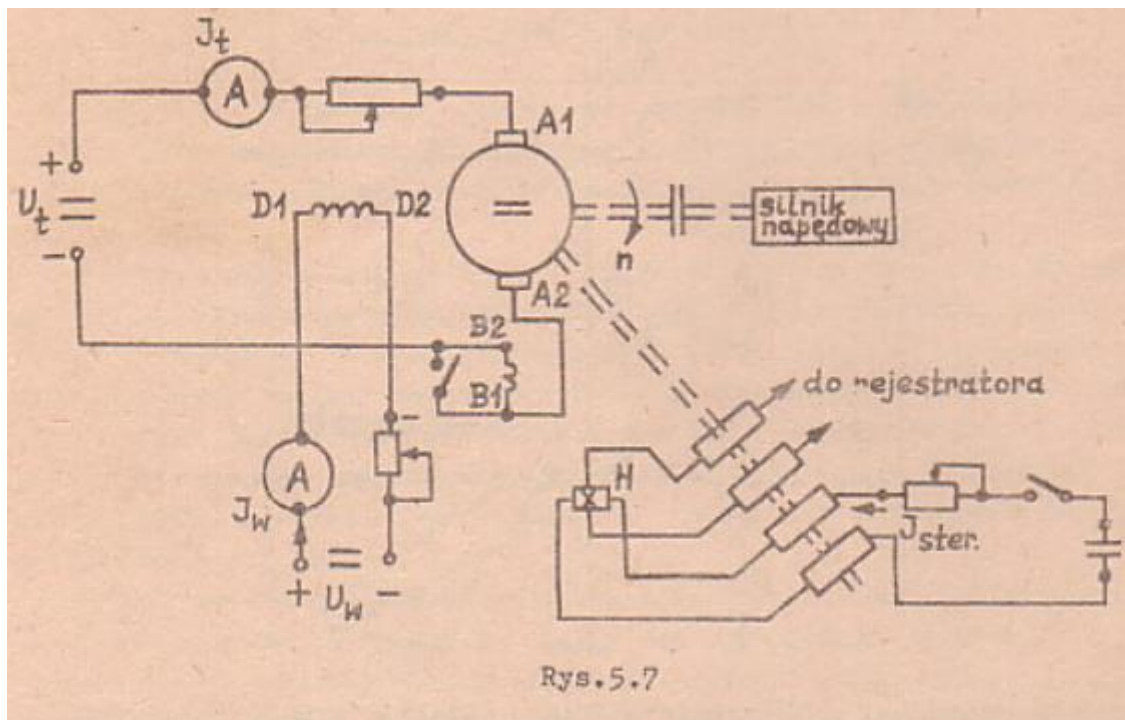 Jt
A
A1
+
Ut
-
D1
D2
=
silnik
napędowy
n
A2
B2
B1
do rejestratora
-
A
H
Jw
Jster.
+
Uw
-
Rys.5.7